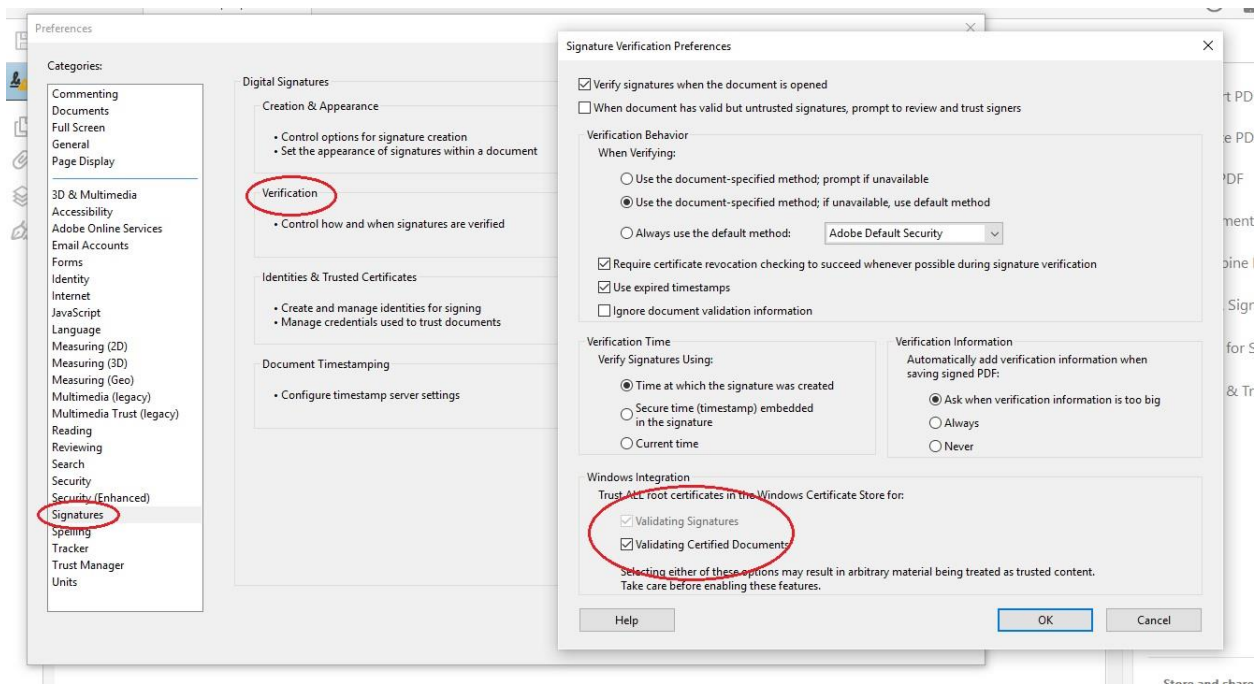 Preferences
Categories:
Commenting
Documents
Full Screen
General
Page Display
3D & Multimedia
Accessibility
Adobe Online Services
Email Accounts
Forms
Identity
Internet
JavaScript
Language
Measuring (2D)
Measuring (3D)
Measuring (Geo)
Multimedia (legacy)
Multimedia Trust (legacy)
Reading
Reviewing
Search
Security
Security (Enhanced)
Signatures
Spelling
Tracker
Trust Manager
Units
Digital Signatures
Creation & Appearance
• Control options for signature creation
• Set the appearance of signatures within a document
Verification
• Control how and when signatures are verified
Identities & Trusted Certificates
• Create and manage identities for signing
• Manage credentials used to trust documents
Document Timestamping
• Configure timestamp server settings
Signature Verification Preferences
Verify signatures when the document is opened
When document has valid but untrusted signatures, prompt to review and trust signers
Verification Behavior
When Verifying:
Use the document-specified method; prompt if unavailable
Use the document-specified method; if unavailable, use default method
Always use the default method: Adobe Default Security
Require certificate revocation checking to succeed whenever possible during signature verification
Use expired timestamps
Ignore document validation information
Verification Time
Verify Signatures Using:
Time at which the signature was created
Secure time (timestamp) embedded
in the signature
Current time
Verification Information
Automatically add verification information when
saving signed PDF:
Ask when verification information is too big
Always
Never
Windows Integration
Trust ALL root certificates in the Windows Certificate Store for:
Validating Signatures
Validating Certified Documents
Selecting either of these options may result in arbitrary material being treated as trusted content.
Take care before enabling these features.
Help
OK
Cancel
Store and share